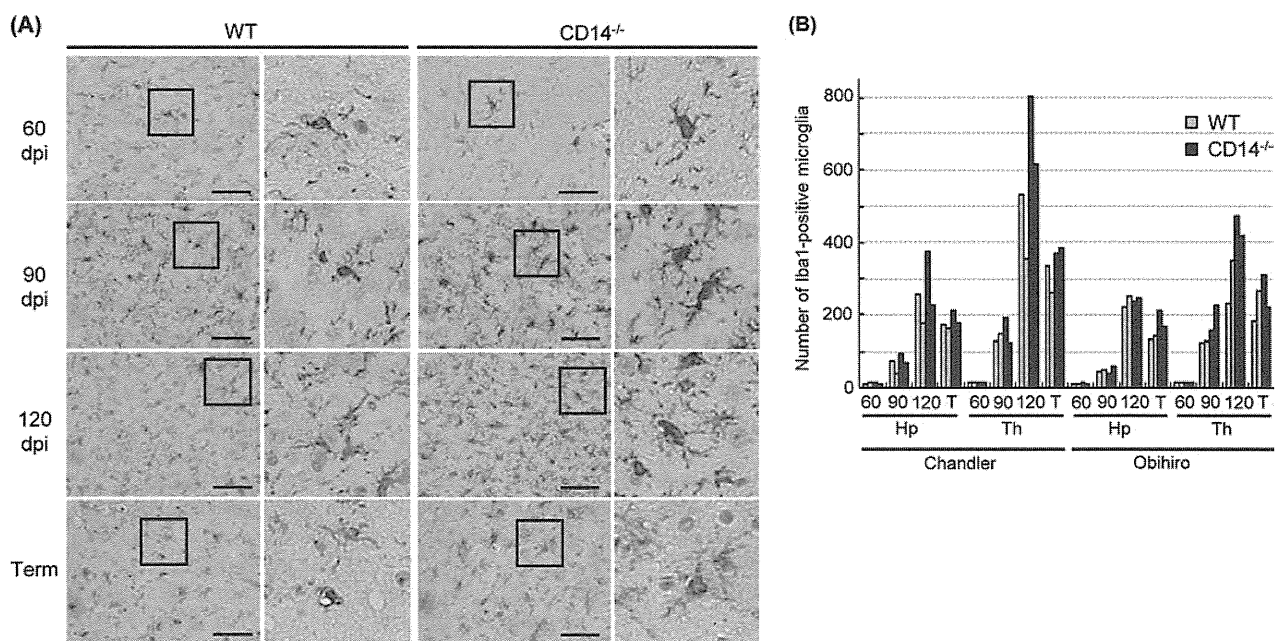 (A)
WT
CD14-/-
60
dpi
90
dpi
120
dpi
Term
(B)
Number of Iba1-positive microglia
800
600
400
200
0
WT
CD14-/-
60 90 120 T 60 90 120 T 60 90 120 T 60 90 120 T
Hp Th Hp Th
Chandler Obihiro